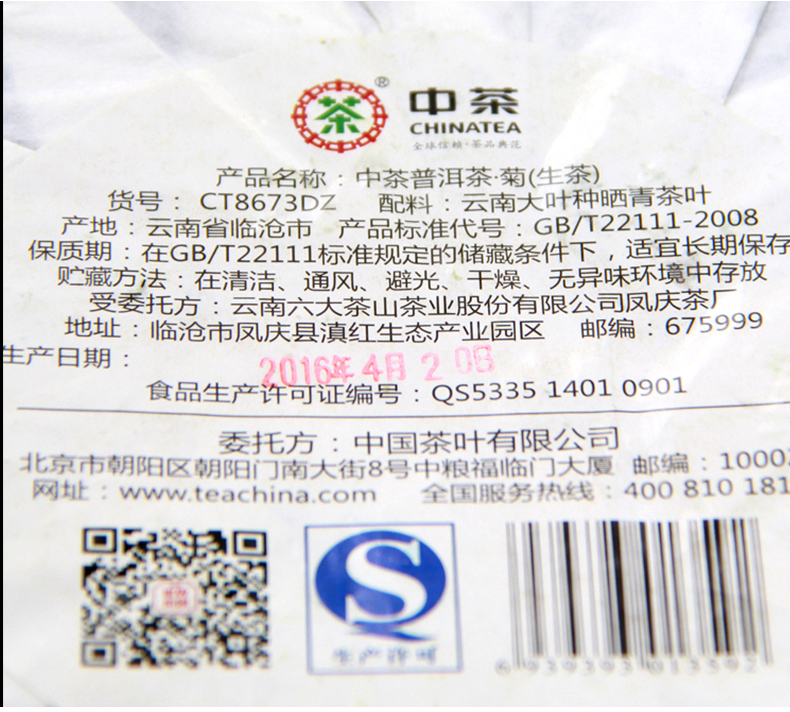 茶
®
中茶
CHINATEA
全球信赖·茶品典范
产品名称：中茶普洱茶·菊(生茶)
货号：CT8673DZ 配料：云南大叶种晒青茶叶
产地：云南省临沧市 产品标准代号：GB/T22111-2008
保质期：在GB/T22111标准规定的储藏条件下，适宜长期保存
贮藏方法：在清洁、通风、避光、干燥、无异味环境中存放
受委托方：云南六大茶山茶业股份有限公司凤庆茶厂
地址：临沧市凤庆县滇红生态产业园区 邮编：675999
生产日期：
2016年4月20日
食品生产许可证编号：QS5335 1401 0901
委托方：中国茶叶有限公司
北京市朝阳区朝阳门南大街8号中粮福临门大厦 邮编：1000
网址：www.teachina.com 全国服务热线：400 810 181
S
生产许可